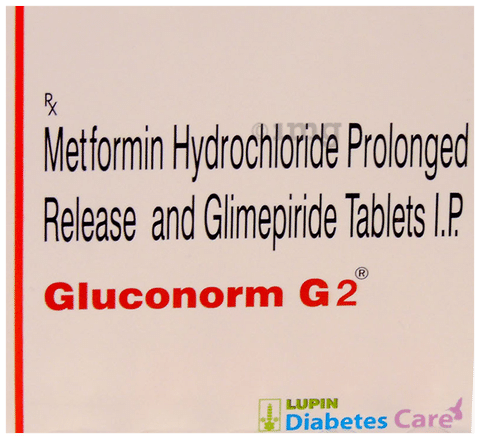 Rx
Metformin Hydrochloride Prolonged
Release and Glimepiride Tablets I.P.
Gluconorm G2®
LUPIN
Diabetes Care